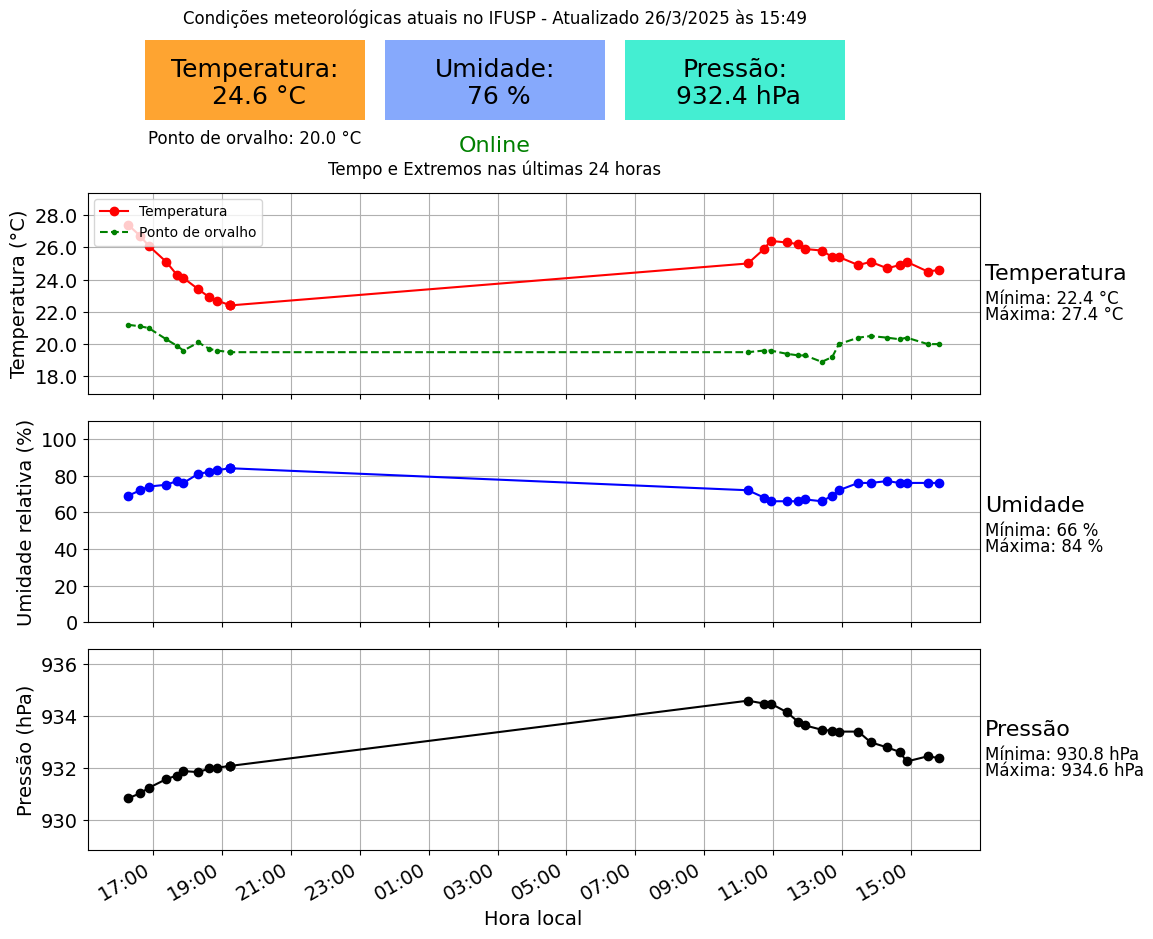 Condições meteorológicas atuais no IFUSP - Atualizado 26/3/2025 às 15:49
Temperatura:
24.6 °C
Umidade:
76 %
Pressão:
932.4 hPa
Ponto de orvalho: 20.0 °C
Online
Tempo e Extremos nas últimas 24 horas
Temperatura (°C)
28.0
26.0
24.0
22.0
20.0
18.0
Temperatura
Ponto de orvalho
Temperatura
Mínima: 22.4 °C
Máxima: 27.4 °C
Umidade relativa (%)
100
80
60
40
20
0
Umidade
Mínima: 66 %
Máxima: 84 %
Pressão (hPa)
936
934
932
930
Pressão
Mínima: 930.8 hPa
Máxima: 934.6 hPa
17:00
19:00
21:00
23:00
01:00
03:00
05:00
07:00
09:00
11:00
13:00
15:00
Hora local